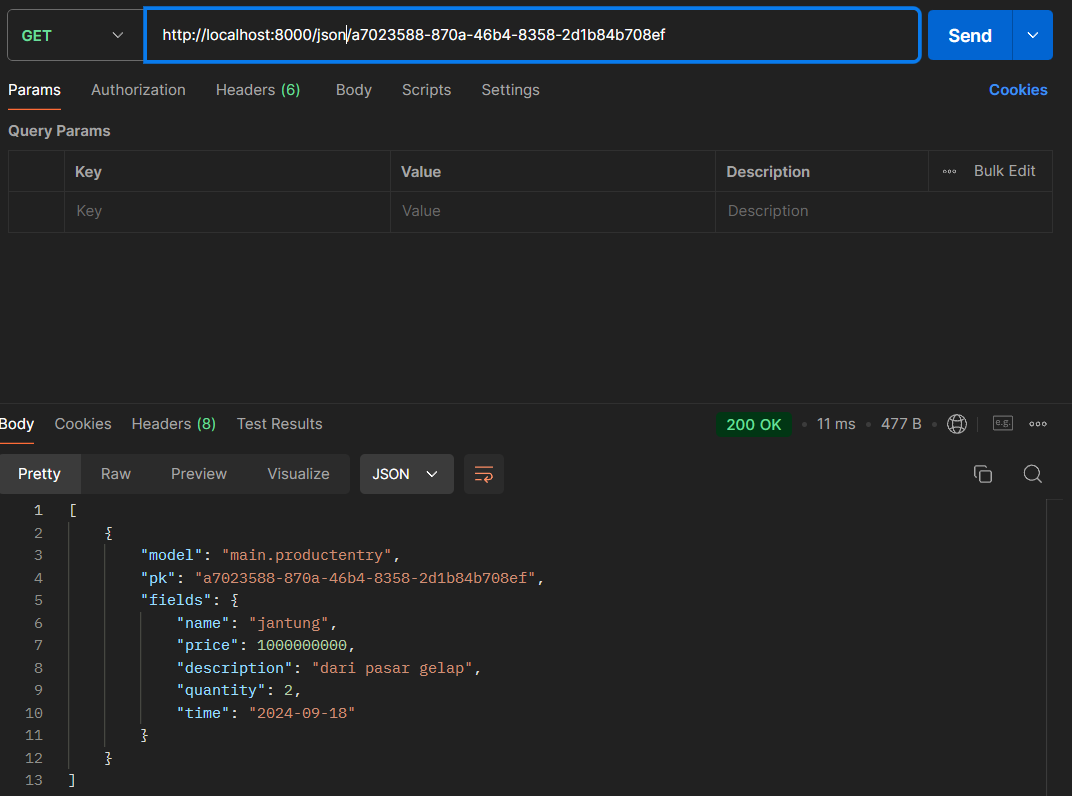 GET http://localhost:8000/json/a7023588-870a-46b4-8358-2d1b84b708ef Send
Params Authorization Headers (6) Body Scripts Settings Cookies
Query Params
Key Value Description Bulk Edit
Key Value Description
Body Cookies Headers (8) Test Results 200 OK 11 ms 477 B e.g.
Pretty Raw Preview Visualize JSON
1 [
2 {
3 "model": "main.productentry",
4 "pk": "a7023588-870a-46b4-8358-2d1b84b708ef",
5 "fields": {
6 "name": "jantung",
7 "price": 1000000000,
8 "description": "dari pasar gelap",
9 "quantity": 2,
10 "time": "2024-09-18"
11 }
12 }
13 ]